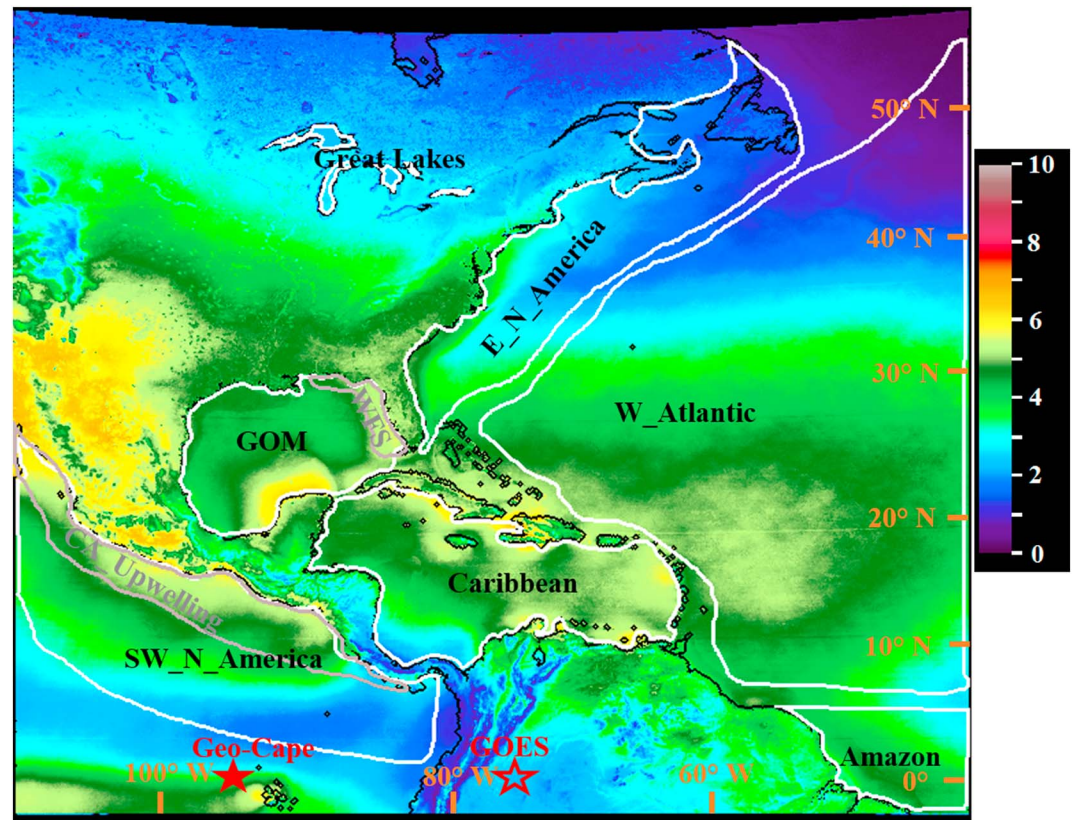 50° N
Great Lakes
10
40° N
8
E_N_America
6
30° N
WFS
W_Atlantic
4
GOM
2
20° N
CA_Upwelling
0
Caribbean
10° N
SW_N_America
Geo-Cape
GOES
Amazon
100° W
80° W
60° W
0°